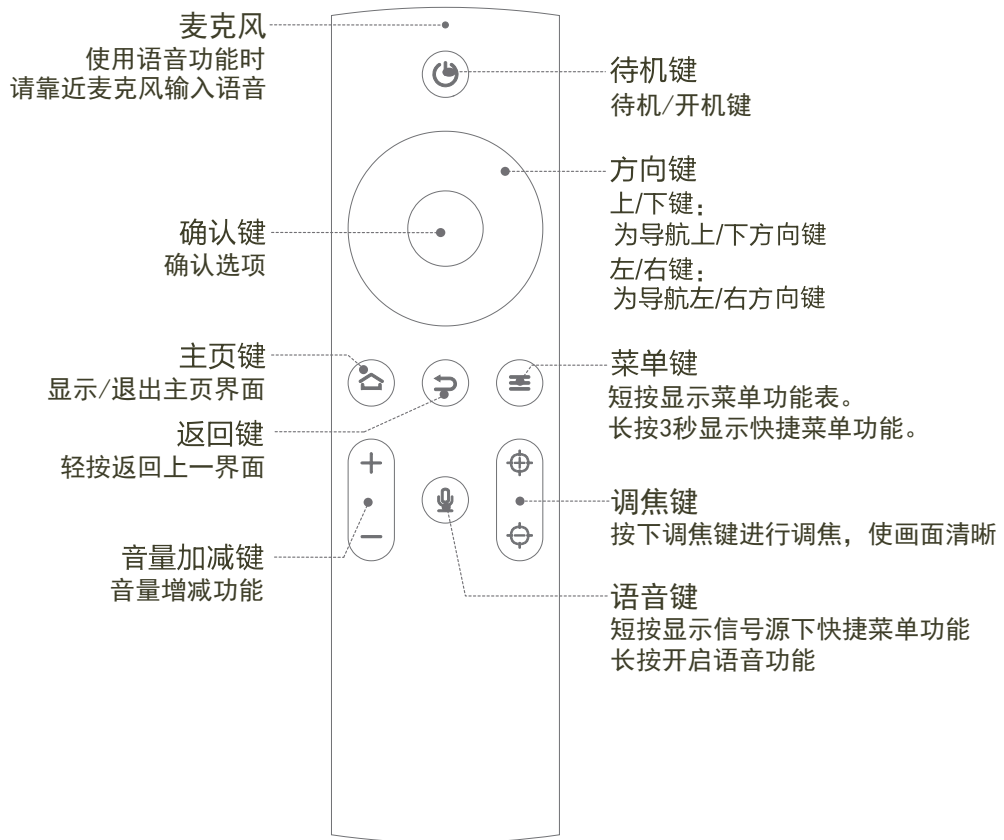 麦克风
使用语音功能时
请靠近麦克风输入语音
待机键
待机/开机键
方向键
上/下键：
为导航上/下方向键
左/右键：
为导航左/右方向键
确认键
确认选项
主页键
显示/退出主页界面
返回键
轻按返回上一界面
音量加减键
音量增减功能
菜单键
短按显示菜单功能表。
长按3秒显示快捷菜单功能。
调焦键
按下调焦键进行调焦，使画面清晰
语音键
短按显示信号源下快捷菜单功能
长按开启语音功能